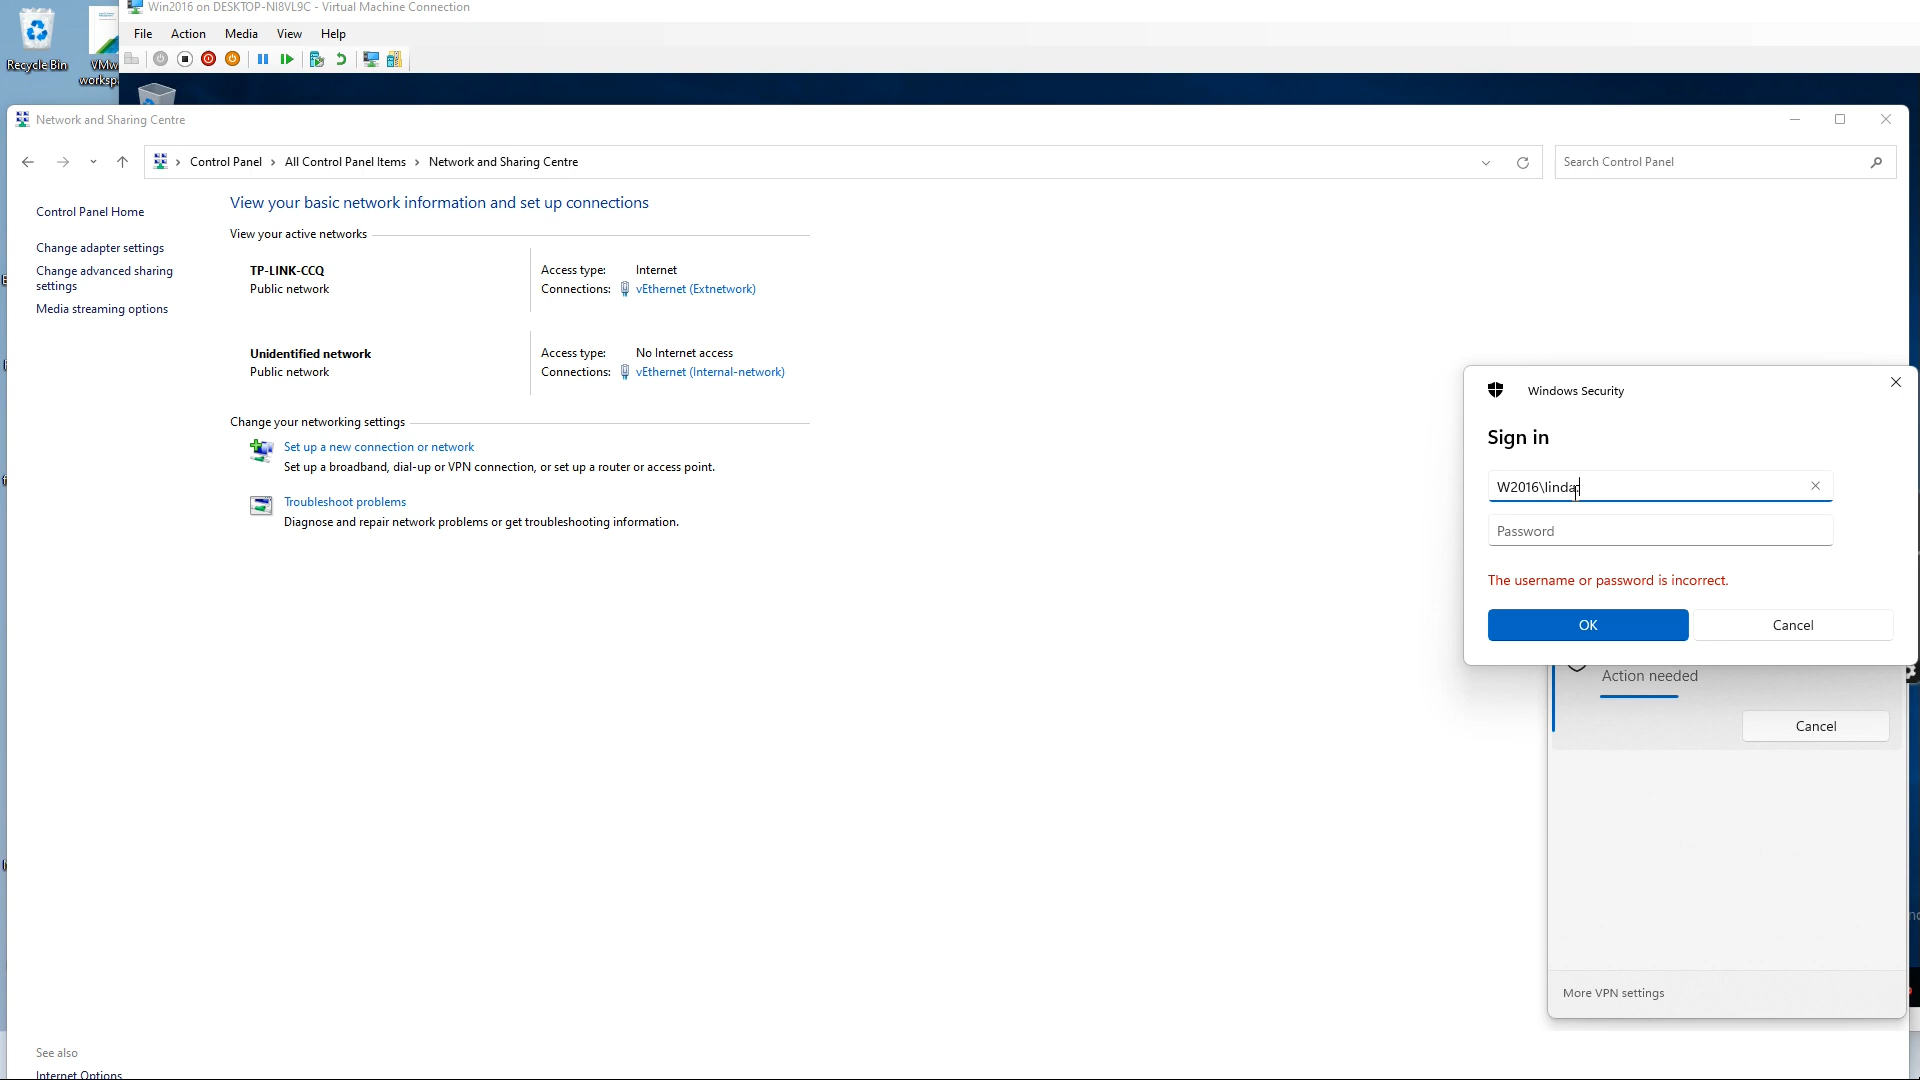 Win2016 on DESKTOP-NI8VL9C - Virtual Machine Connection
File Action Media View Help
Recycle Bin
VMw
workspa
Network and Sharing Centre
Control Panel > All Control Panel Items > Network and Sharing Centre
Search Control Panel
Control Panel Home
Change adapter settings
Change advanced sharing
settings
Media streaming options
View your basic network information and set up connections
View your active networks
TP-LINK-CCQ
Public network
Access type: Internet
Connections: vEthernet (Extnetwork)
Unidentified network
Public network
Access type: No Internet access
Connections: vEthernet (Internal-network)
Change your networking settings
Set up a new connection or network
Set up a broadband, dial-up or VPN connection, or set up a router or access point.
Troubleshoot problems
Diagnose and repair network problems or get troubleshooting information.
Windows Security
Sign in
Password
The username or password is incorrect.
OK
Cancel
Action needed
Cancel
More VPN settings
See also
Internet Options